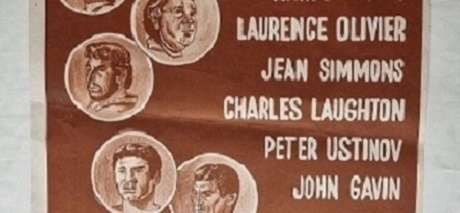 LAURENCE OLIVIER
JEAN SIMMONS
CHARLES LAUGHTON
PETER USTINOV
JOHN GAVIN